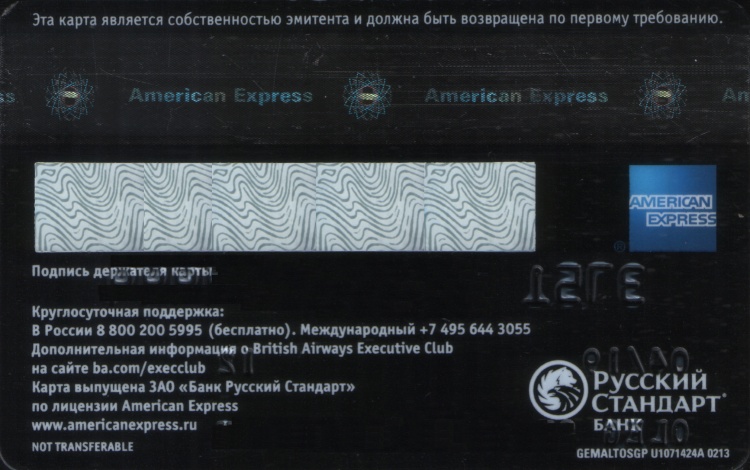 Эта карта является собственностью эмитента и должна быть возвращена по первому требованию.
American Express American Express
AMERICAN
EXPRESS
®
Подпись держателя карты
Круглосуточная поддержка:
В России 8 800 200 5995 (бесплатно). Международный +7 495 644 3055
Дополнительная информация о British Airways Executive Club
на сайте ba.com/execclub
Карта выпущена ЗАО «Банк Русский Стандарт»
по лицензии American Express
www.americanexpress.ru
NOT TRANSFERABLE
РУССКИЙ
СТАНДАРТ®
БАНК
GEMALTOSGP U1071424A 0213